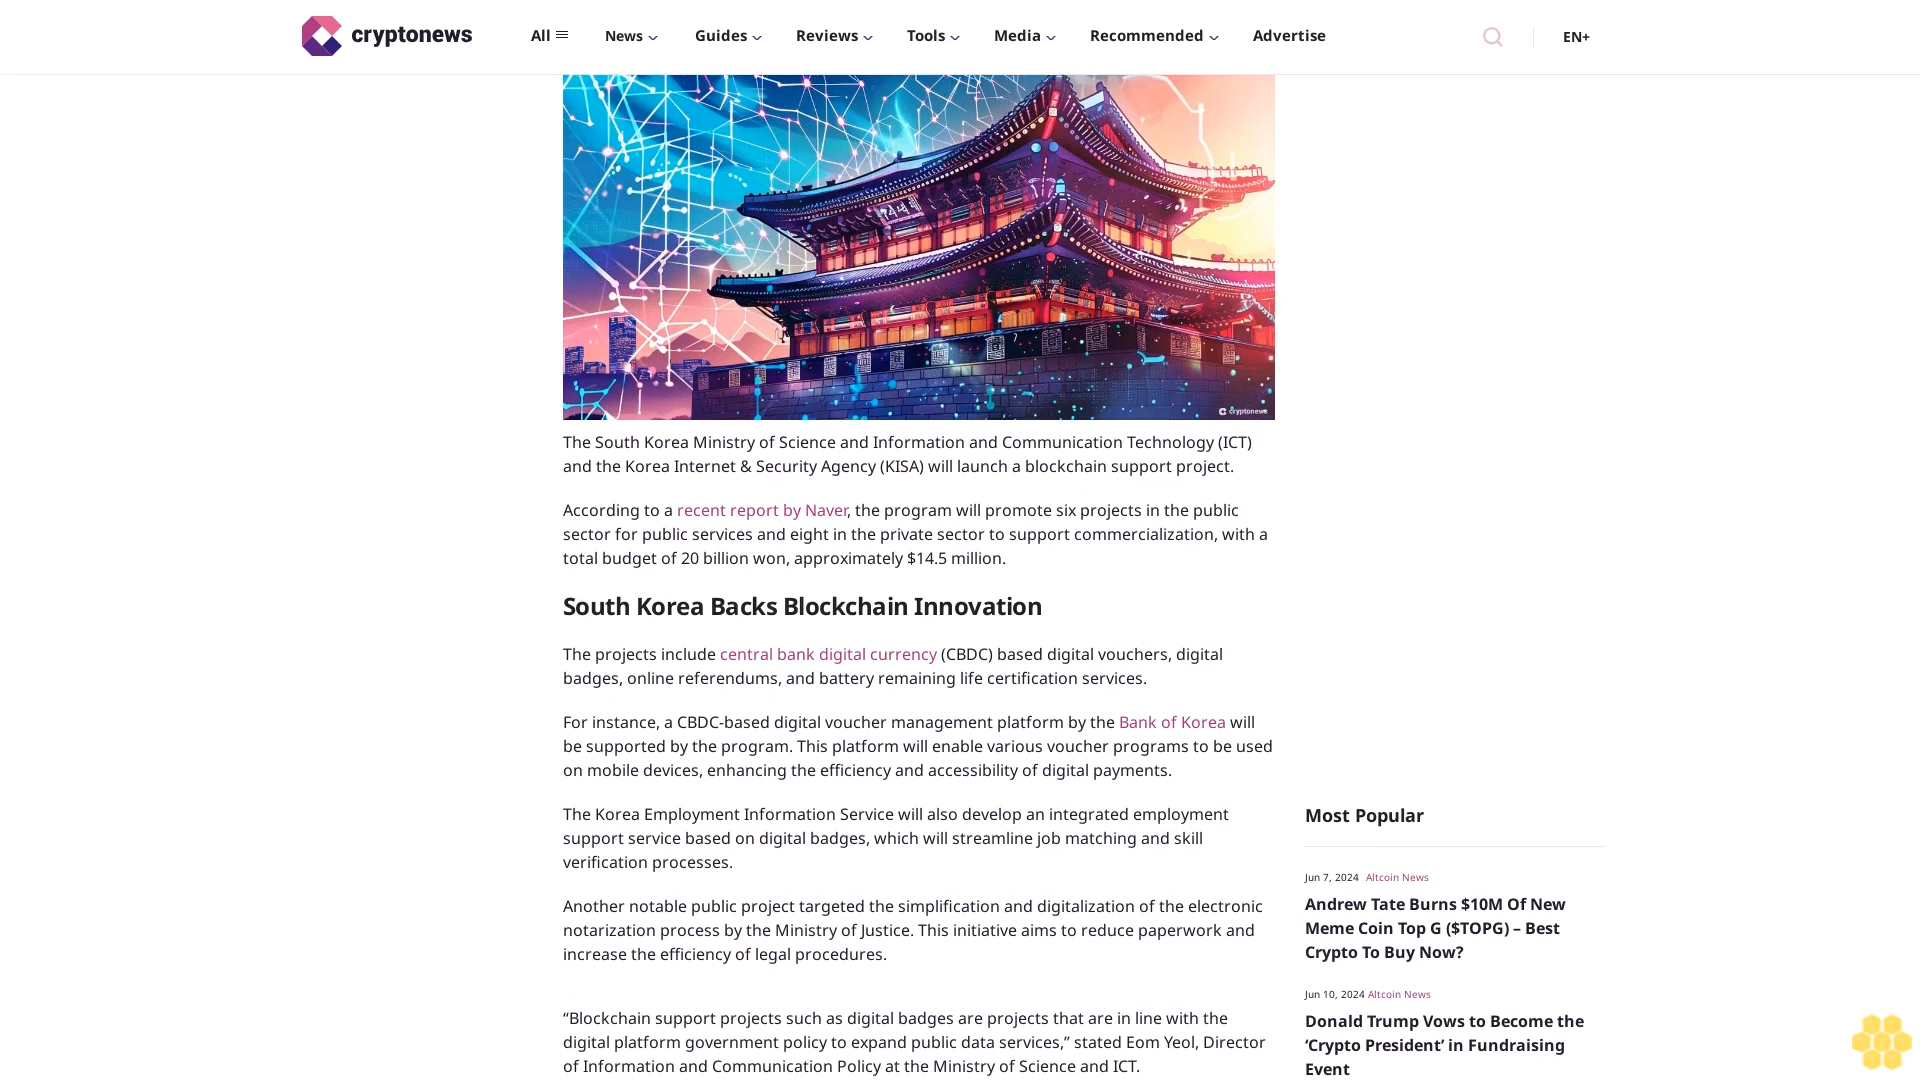 cryptonews
All
News
Guides
Reviews
Tools
Media
Recommended
Advertise
EN+
cryptonews
The South Korea Ministry of Science and Information and Communication Technology (ICT)
and the Korea Internet & Security Agency (KISA) will launch a blockchain support project.
According to a recent report by Naver, the program will promote six projects in the public
sector for public services and eight in the private sector to support commercialization, with a
total budget of 20 billion won, approximately $14.5 million.
South Korea Backs Blockchain Innovation
The projects include central bank digital currency (CBDC) based digital vouchers, digital
badges, online referendums, and battery remaining life certification services.
For instance, a CBDC-based digital voucher management platform by the Bank of Korea will
be supported by the program. This platform will enable various voucher programs to be used
on mobile devices, enhancing the efficiency and accessibility of digital payments.
The Korea Employment Information Service will also develop an integrated employment
support service based on digital badges, which will streamline job matching and skill
verification processes.
Another notable public project targeted the simplification and digitalization of the electronic
notarization process by the Ministry of Justice. This initiative aims to reduce paperwork and
increase the efficiency of legal procedures.
“Blockchain support projects such as digital badges are projects that are in line with the
digital platform government policy to expand public data services,” stated Eom Yeol, Director
of Information and Communication Policy at the Ministry of Science and ICT.
Most Popular
Jun 7, 2024 Altcoin News
Andrew Tate Burns $10M Of New
Meme Coin Top G ($TOPG) – Best
Crypto To Buy Now?
Jun 10, 2024 Altcoin News
Donald Trump Vows to Become the
‘Crypto President’ in Fundraising
Event